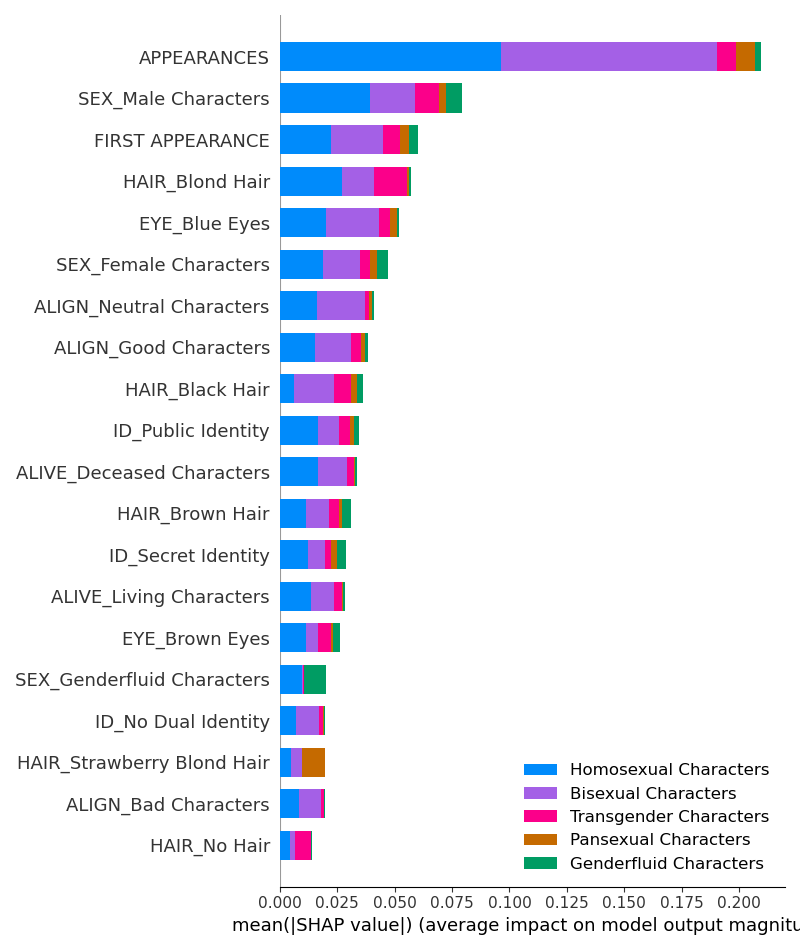 APPEARANCES
SEX_Male Characters
FIRST APPEARANCE
HAIR_Blond Hair
EYE_Blue Eyes
SEX_Female Characters
ALIGN_Neutral Characters
ALIGN_Good Characters
HAIR_Black Hair
ID_Public Identity
ALIVE_Deceased Characters
HAIR_Brown Hair
ID_Secret Identity
ALIVE_Living Characters
EYE_Brown Eyes
SEX_Genderfluid Characters
ID_No Dual Identity
HAIR_Strawberry Blond Hair
ALIGN_Bad Characters
HAIR_No Hair
Homosexual Characters
Bisexual Characters
Transgender Characters
Pansexual Characters
Genderfluid Characters
0.000 0.025 0.050 0.075 0.100 0.125 0.150 0.175 0.200
mean(|SHAP value|) (average impact on model output magnitu